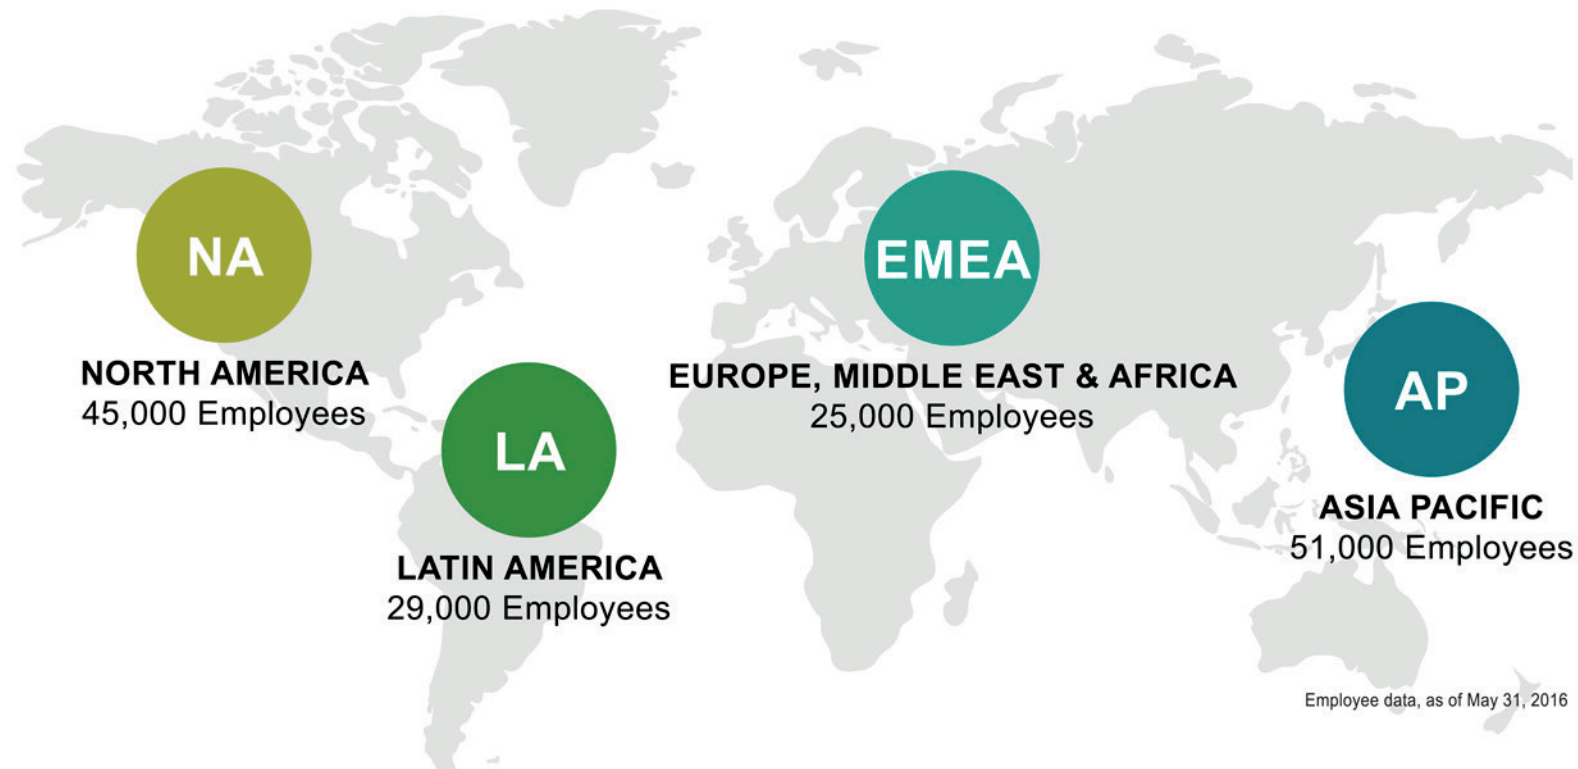 NA
NORTH AMERICA
45,000 Employees
LA
LATIN AMERICA
29,000 Employees
EMEA
EUROPE, MIDDLE EAST & AFRICA
25,000 Employees
AP
ASIA PACIFIC
51,000 Employees
Employee data, as of May 31, 2016